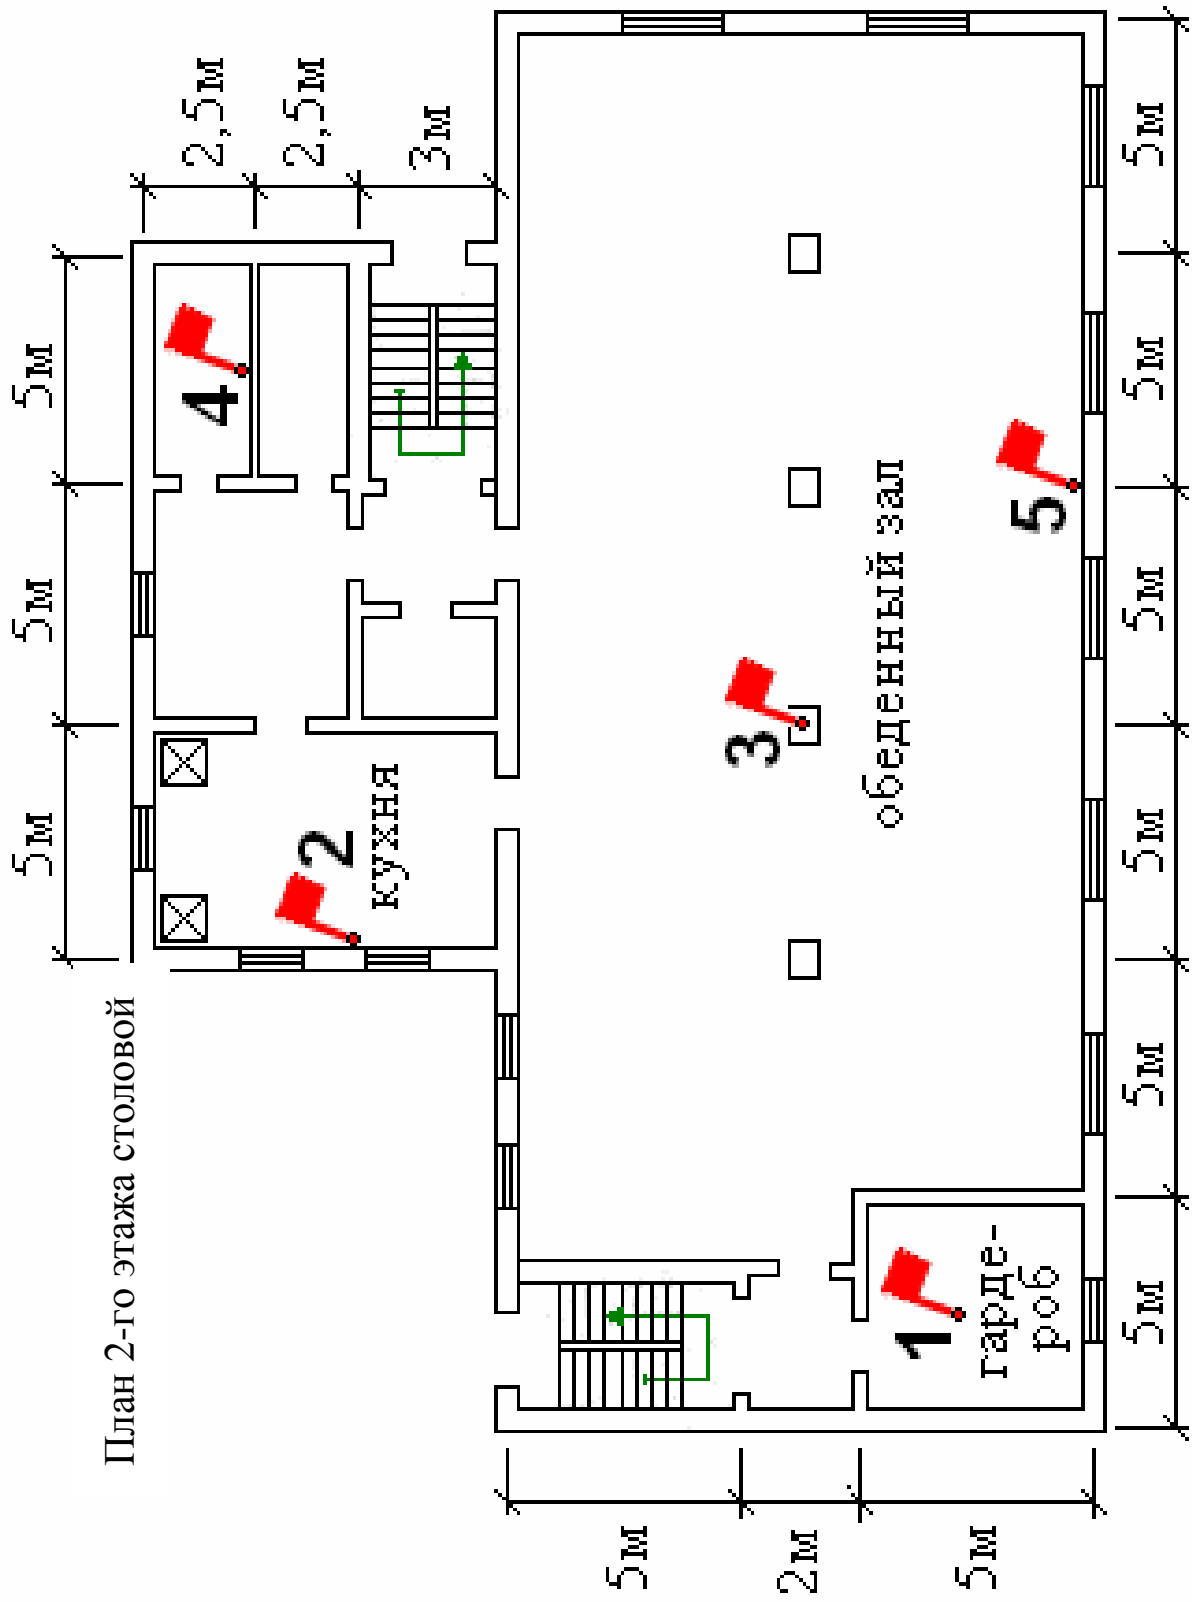 План 2-го этажа столовой
5м
5м
5м
2,5м
2,5м
3м
4
2
кухня
3
обеденный зал
5
1
гарде-
роб
5м
2м
5м
5м
5м
5м
5м
5м
5м